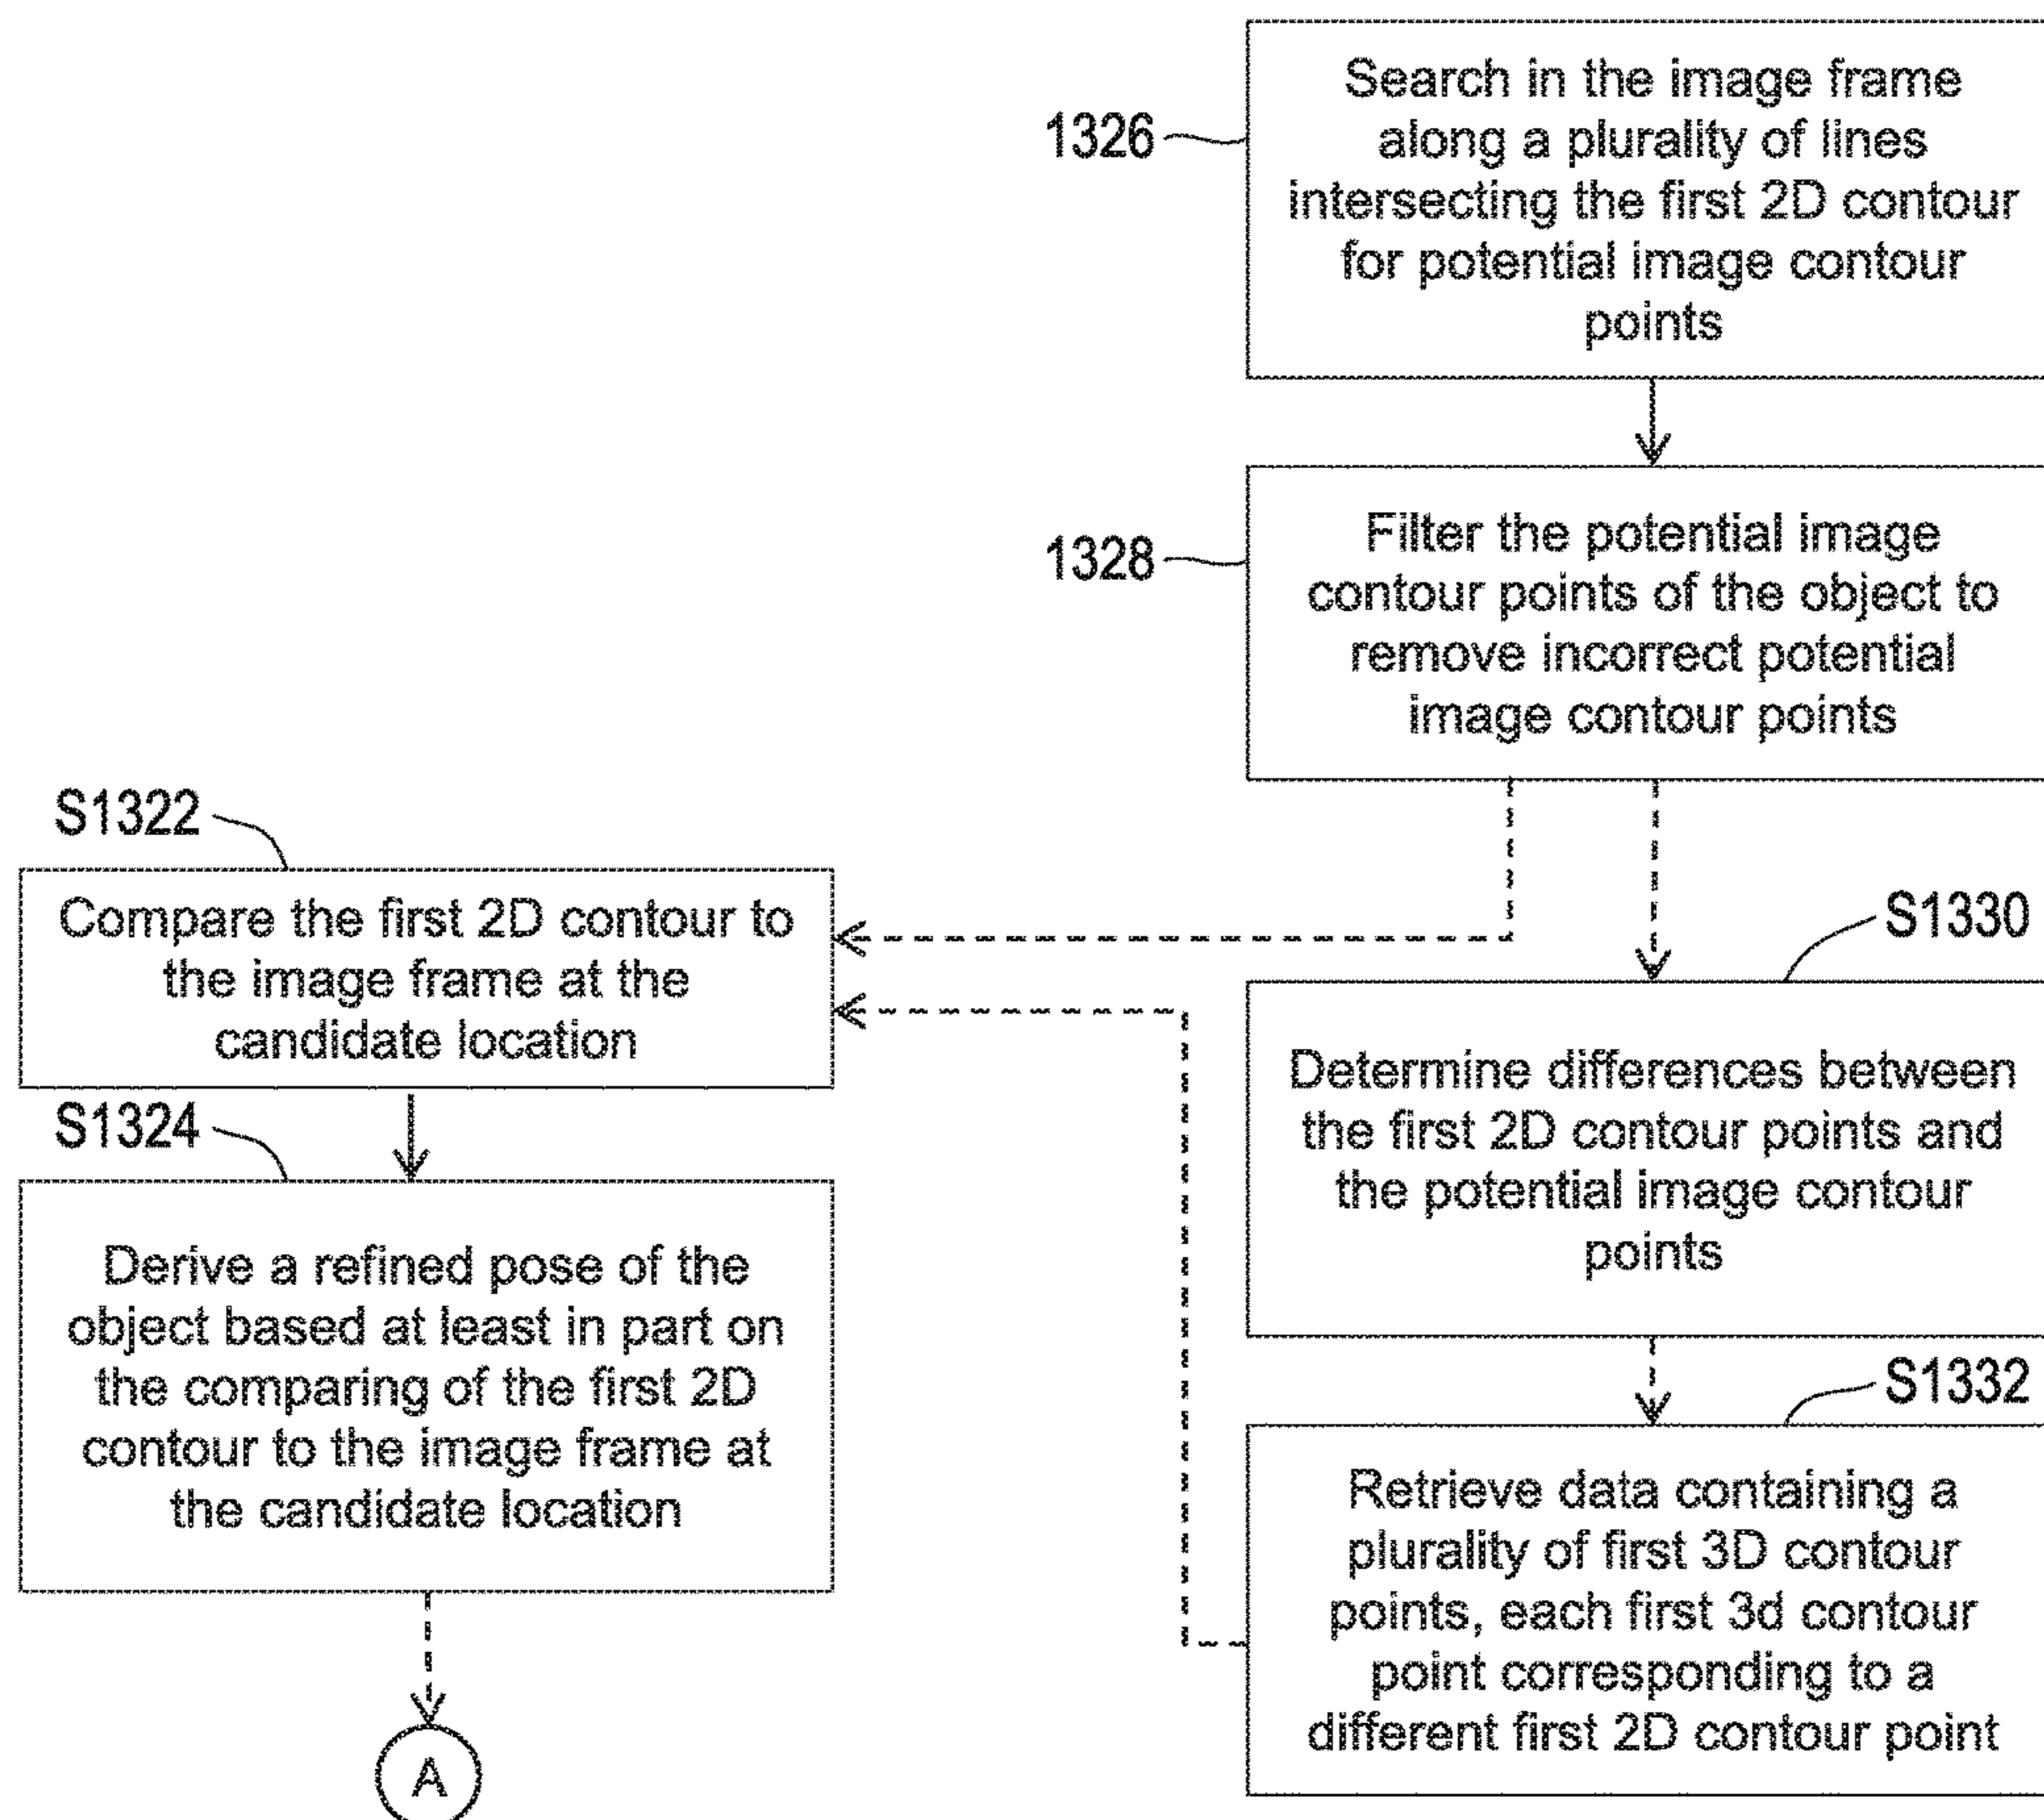 1326
Search in the image frame
along a plurality of lines
intersecting the first 2D contour
for potential image contour
points
1328
Filter the potential image
contour points of the object to
remove incorrect potential
image contour points
S1322
Compare the first 2D contour to
the image frame at the
candidate location
S1324
Derive a refined pose of the
object based at least in part on
the comparing of the first 2D
contour to the image frame at
the candidate location
A
S1330
Determine differences between
the first 2D contour points and
the potential image contour
points
S1332
Retrieve data containing a
plurality of first 3D contour
points, each first 3d contour
point corresponding to a
different first 2D contour point